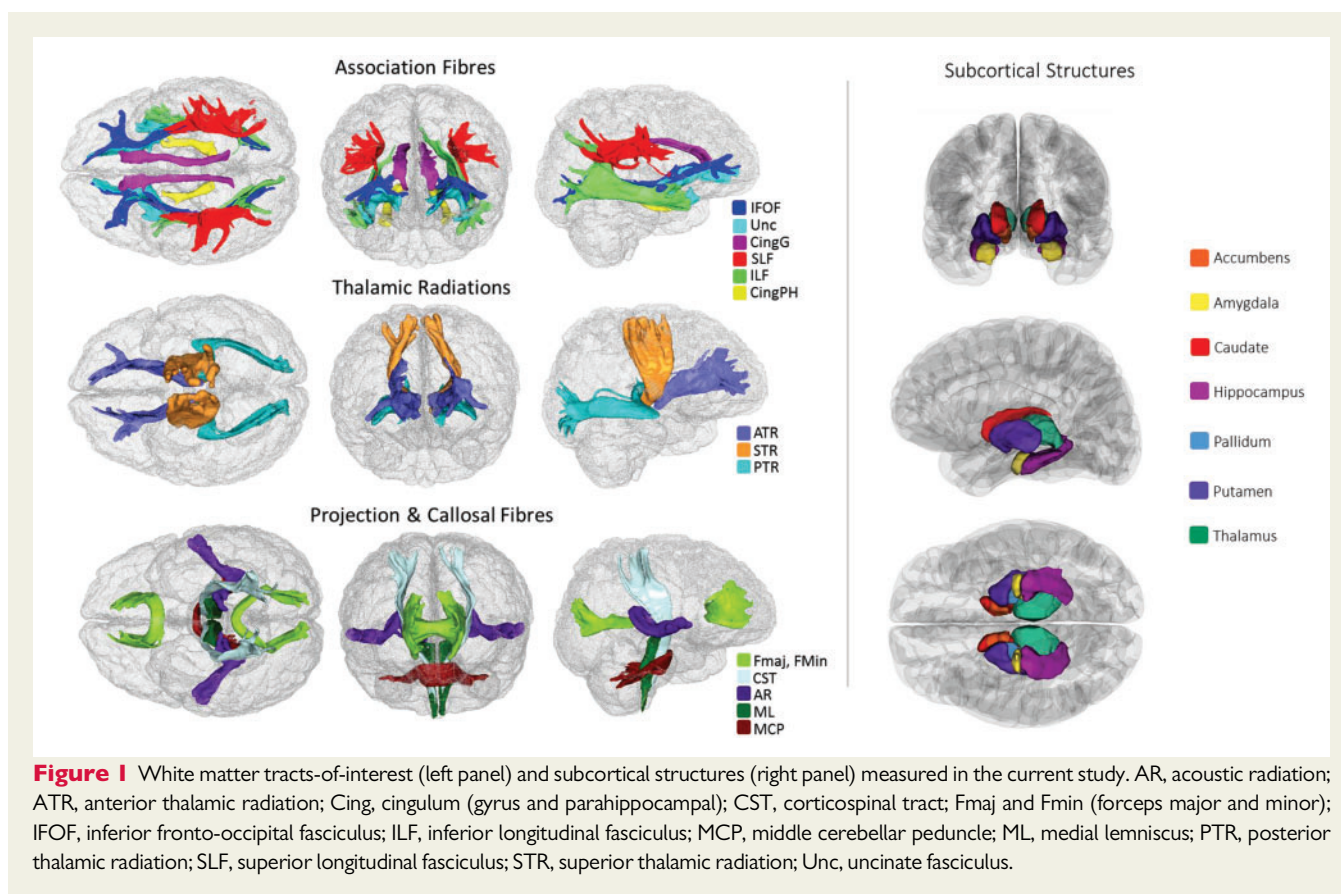 Association Fibres
IFOF
Unc
CingG
SLF
ILF
CingPH
Thalamic Radiations
ATR
STR
PTR
Projection & Callosal Fibres
Fmaj, FMin
CST
AR
ML
MCP
Subcortical Structures
Accumbens
Amygdala
Caudate
Hippocampus
Pallidum
Putamen
Thalamus
Figure 1 White matter tracts-of-interest (left panel) and subcortical structures (right panel) measured in the current study. AR, acoustic radiation;
ATR, anterior thalamic radiation; Cing, cingulum (gyrus and parahippocampal); CST, corticospinal tract; Fmaj and Fmin (forceps major and minor);
IFOF, inferior fronto-occipital fasciculus; ILF, inferior longitudinal fasciculus; MCP, middle cerebellar peduncle; ML, medial lemniscus; PTR, posterior
thalamic radiation; SLF, superior longitudinal fasciculus; STR, superior thalamic radiation; Unc, uncinate fasciculus.